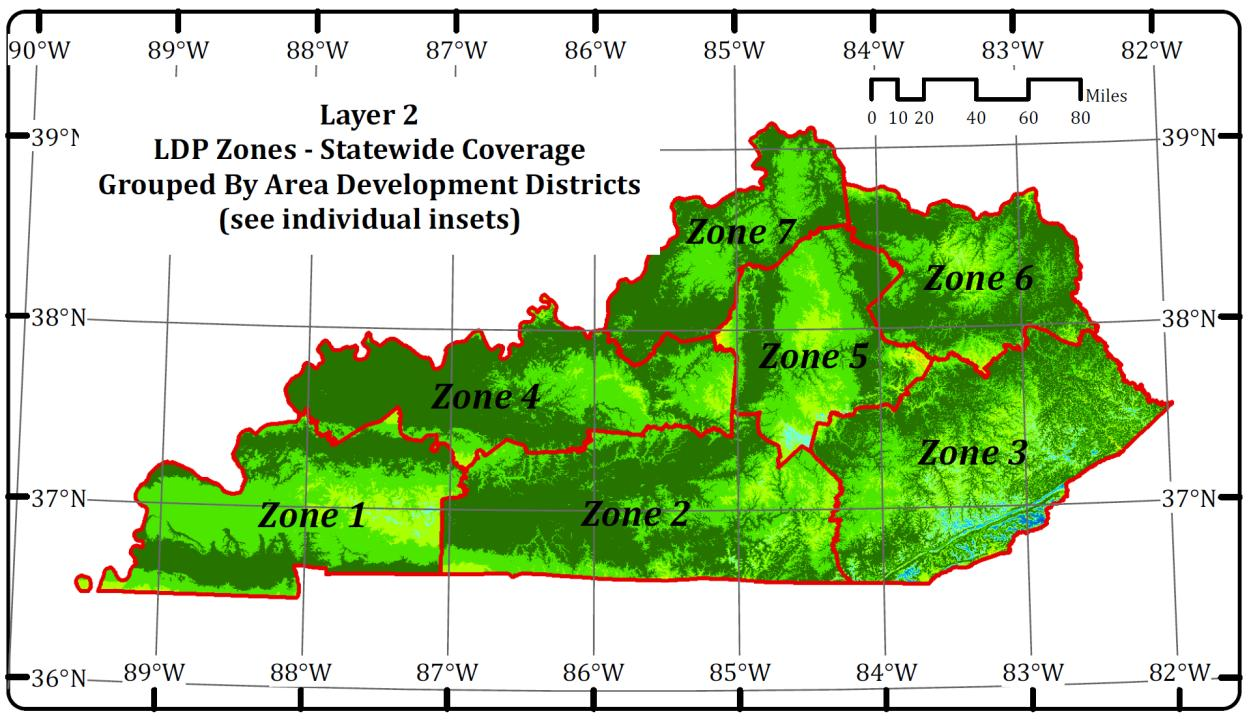 90°W 89°W 88°W 87°W 86°W 85°W 84°W 83°W 82°W
Miles
0 10 20 40 60 80
Layer 2
LDP Zones - Statewide Coverage
Grouped By Area Development Districts
(see individual insets)
39°N 39°N
Zone 7
Zone 6
38°N 38°N
Zone 5
Zone 4
Zone 3
37°N 37°N
Zone 1
Zone 2
36°N 89°W 88°W 87°W 86°W 85°W 84°W 83°W 82°W 36°N